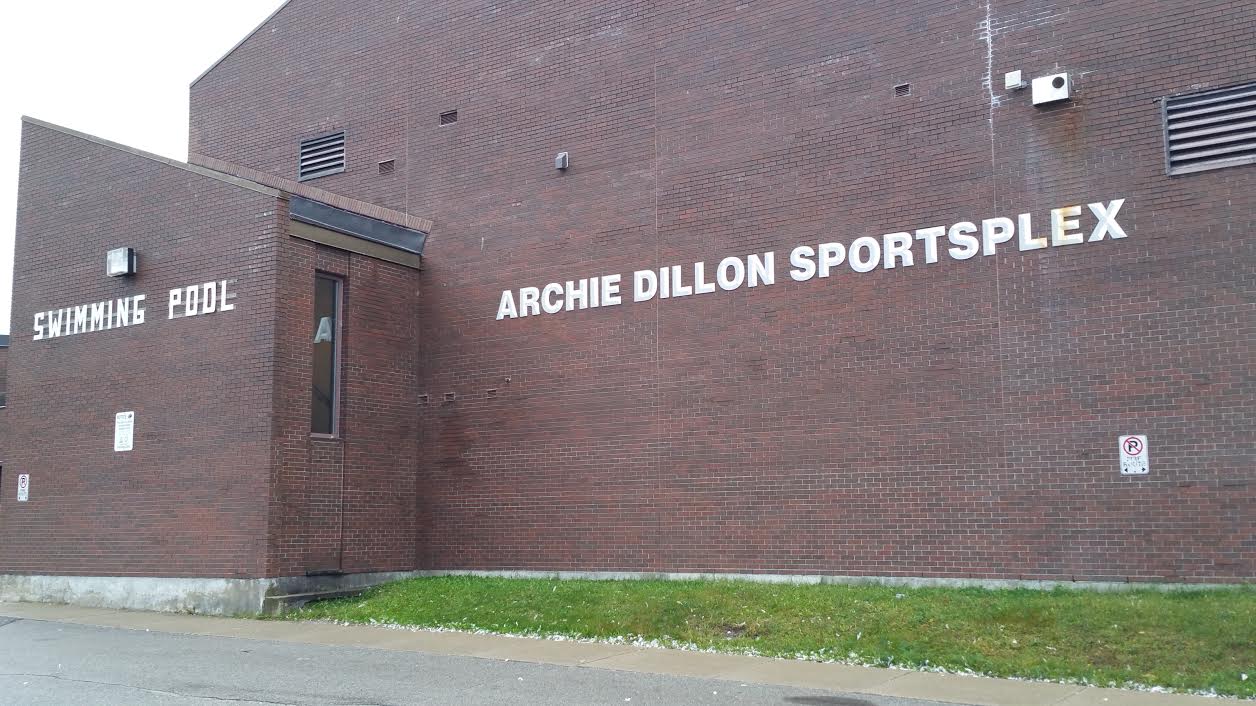 SWIMMING POOL
ARCHIE DILLON SPORTSPLEX
A